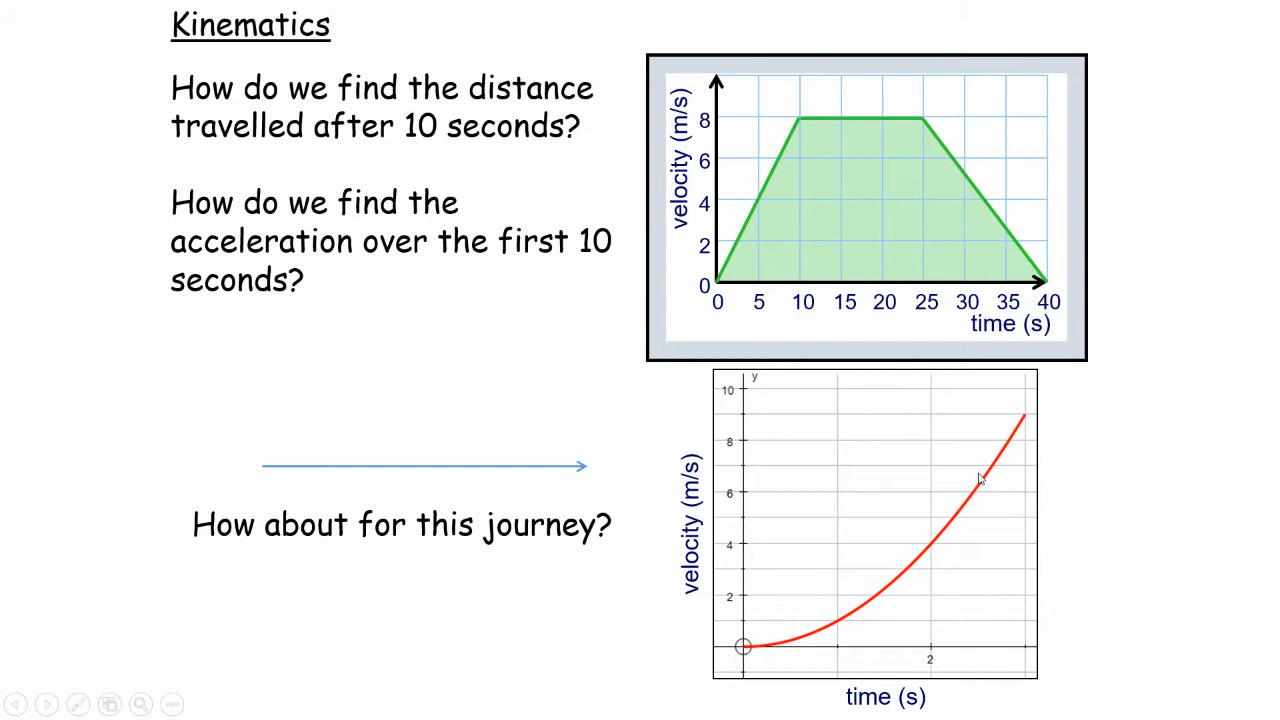 Kinematics
How do we find the distance
travelled after 10 seconds?
How do we find the
acceleration over the first 10
seconds?
velocity (m/s)
8
6
4
2
0
0 5 10 15 20 25 30 35 40
time (s)
How about for this journey?
velocity (m/s)
y
10
8
6
4
2
2
time (s)